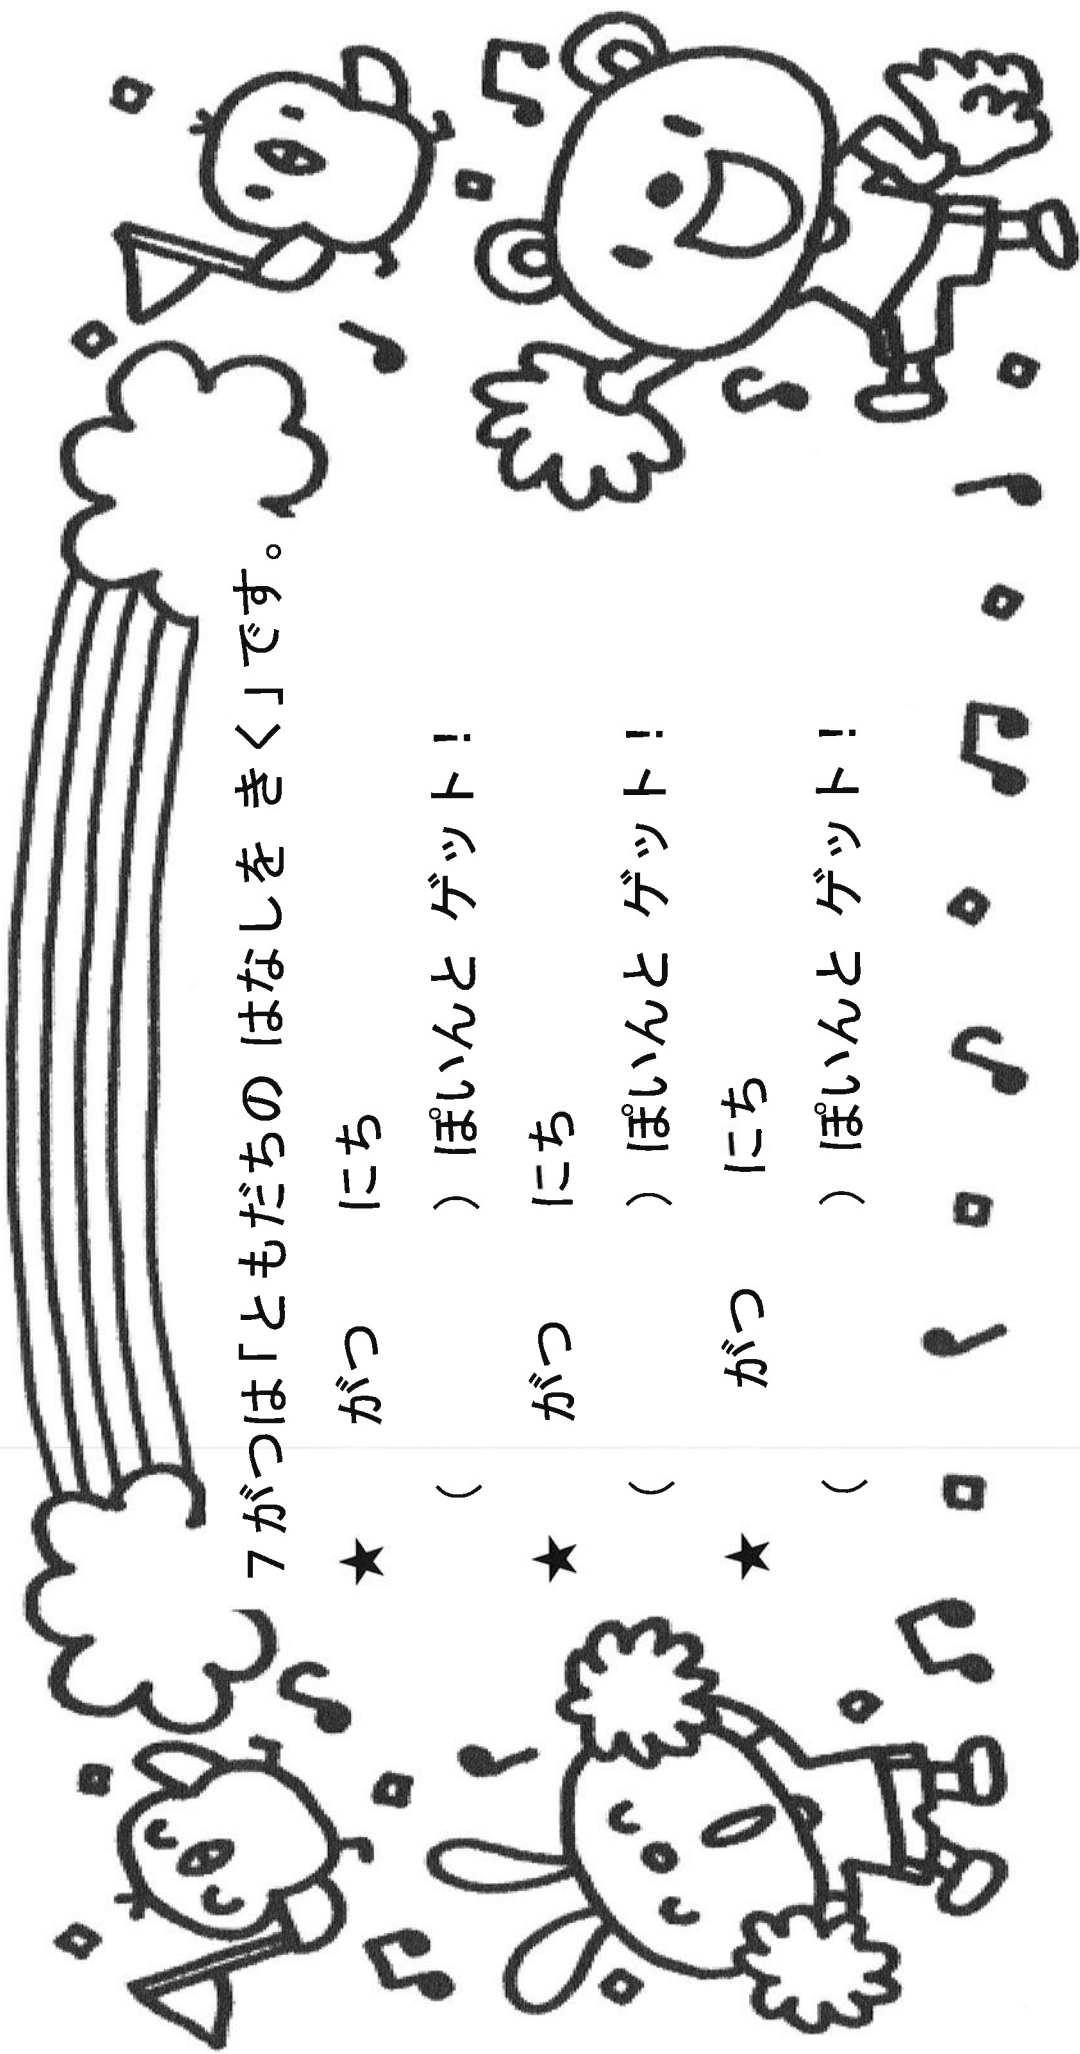 ７がつは「ともだちの はなしを きく」です。
★　　がつ　　にち
（　　　　　）ぽいんと ゲット！
★　　がつ　　にち
（　　　　　）ぽいんと ゲット！
★　　がつ　　にち
（　　　　　）ぽいんと ゲット！